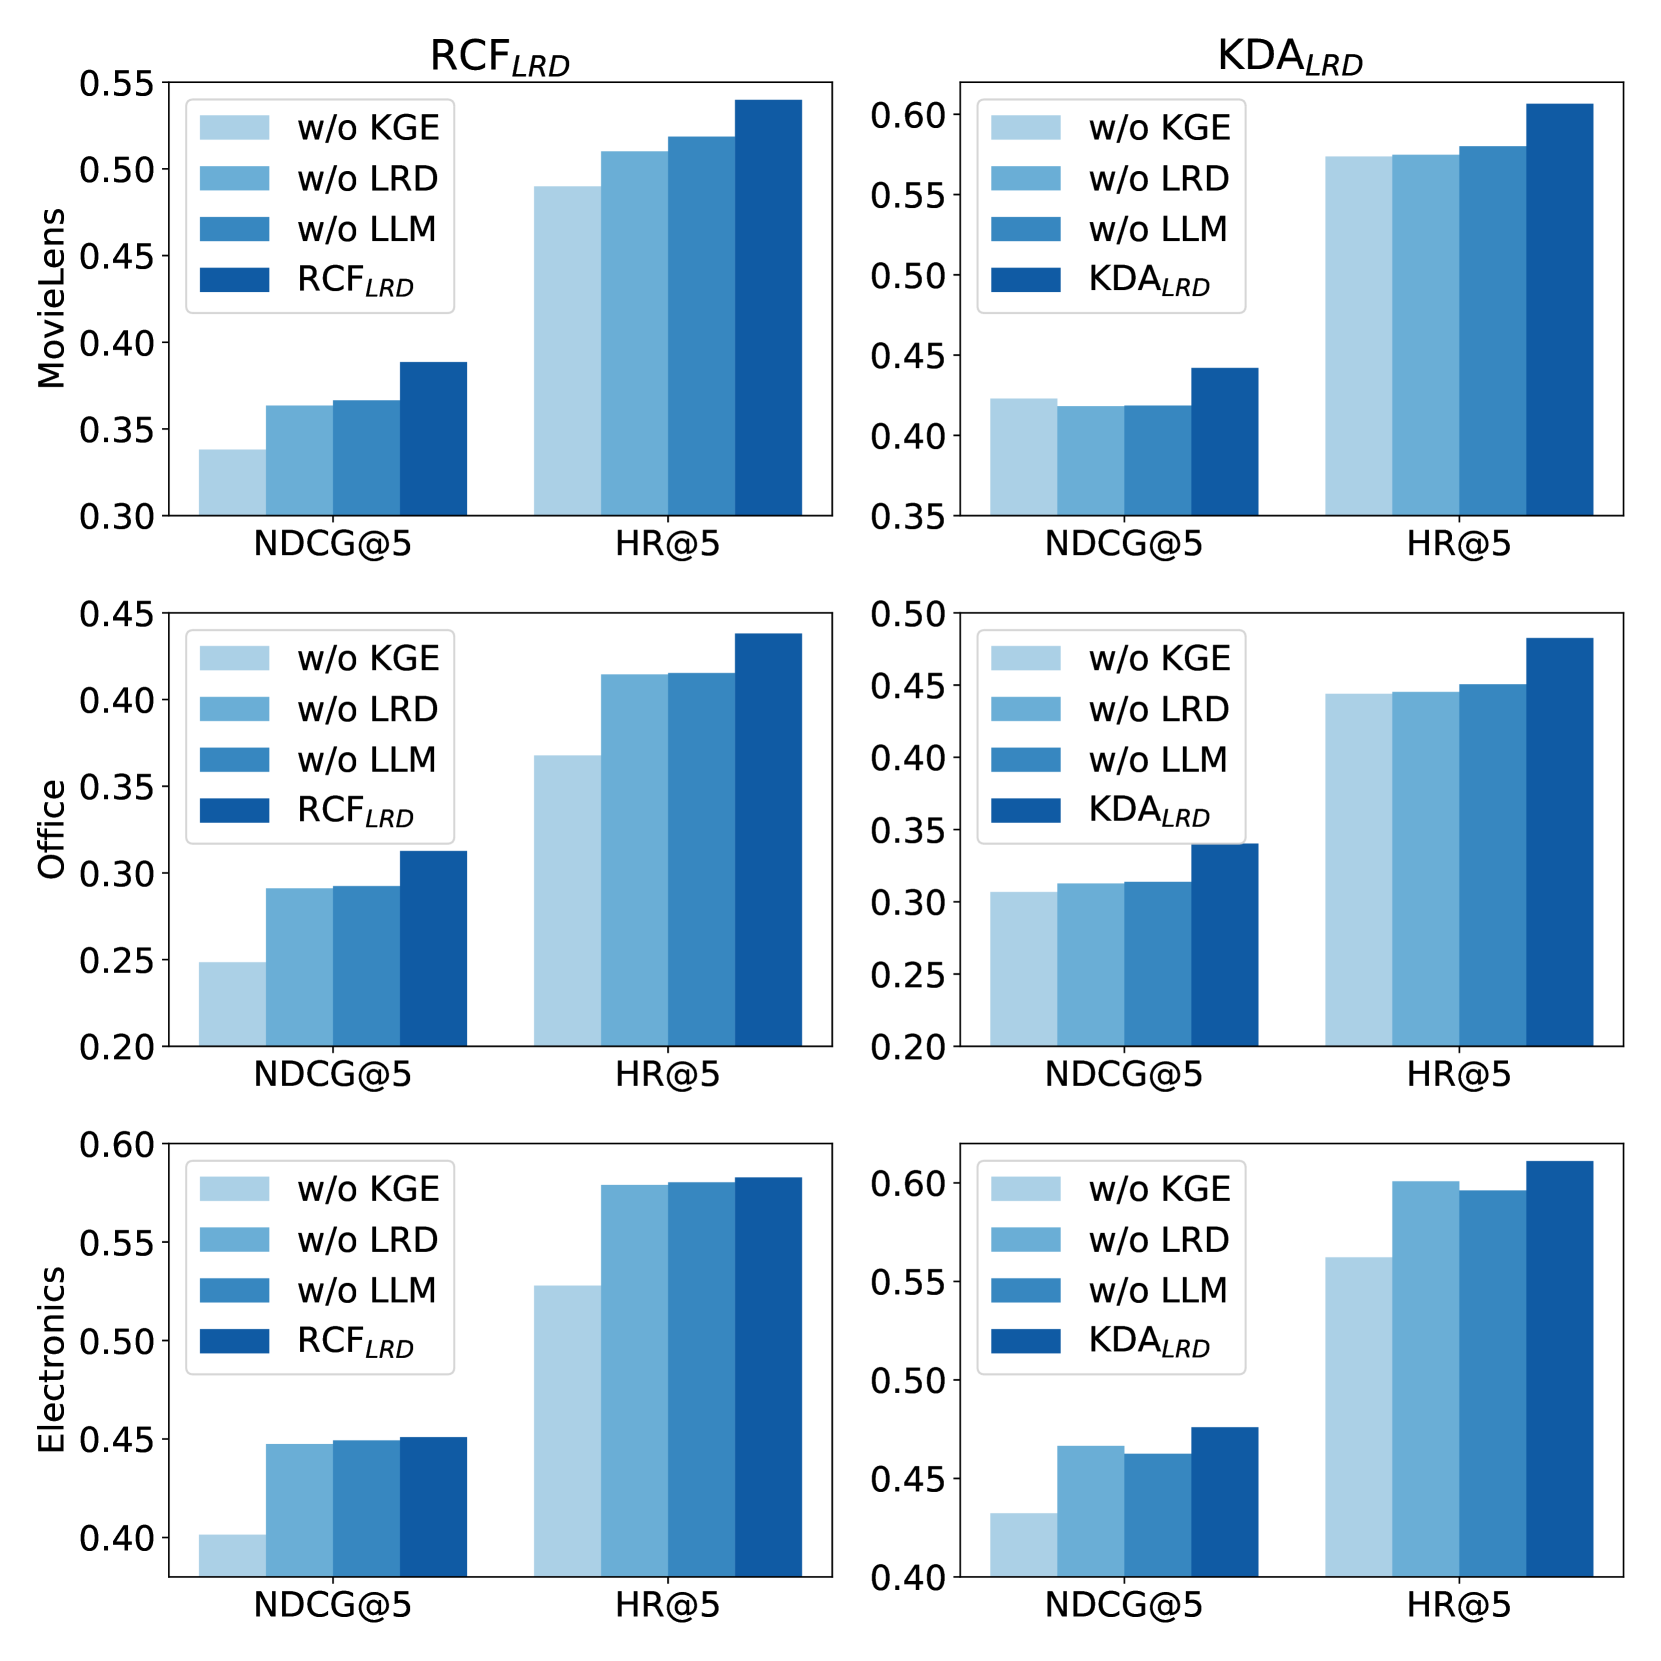 RCF_LRD
KDA_LRD
MovieLens
0.55
0.50
0.45
0.40
0.35
0.30
w/o KGE
w/o LRD
w/o LLM
RCF_LRD
NDCG@5
HR@5
0.60
0.55
0.50
0.45
0.40
0.35
w/o KGE
w/o LRD
w/o LLM
KDA_LRD
NDCG@5
HR@5
Office
0.45
0.40
0.35
0.30
0.25
0.20
w/o KGE
w/o LRD
w/o LLM
RCF_LRD
NDCG@5
HR@5
0.50
0.45
0.40
0.35
0.30
0.25
0.20
w/o KGE
w/o LRD
w/o LLM
KDA_LRD
NDCG@5
HR@5
Electronics
0.60
0.55
0.50
0.45
0.40
w/o KGE
w/o LRD
w/o LLM
RCF_LRD
NDCG@5
HR@5
0.60
0.55
0.50
0.45
0.40
w/o KGE
w/o LRD
w/o LLM
KDA_LRD
NDCG@5
HR@5